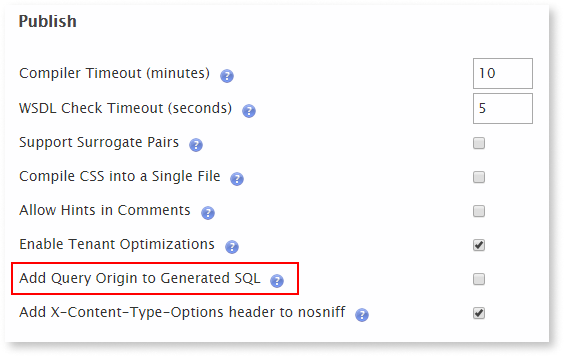 Publish
Compiler Timeout (minutes) ? 10
WSDL Check Timeout (seconds) ? 5
Support Surrogate Pairs ?
Compile CSS into a Single File ?
Allow Hints in Comments ?
Enable Tenant Optimizations ?
Add Query Origin to Generated SQL ?
Add X-Content-Type-Options header to nosniff ?